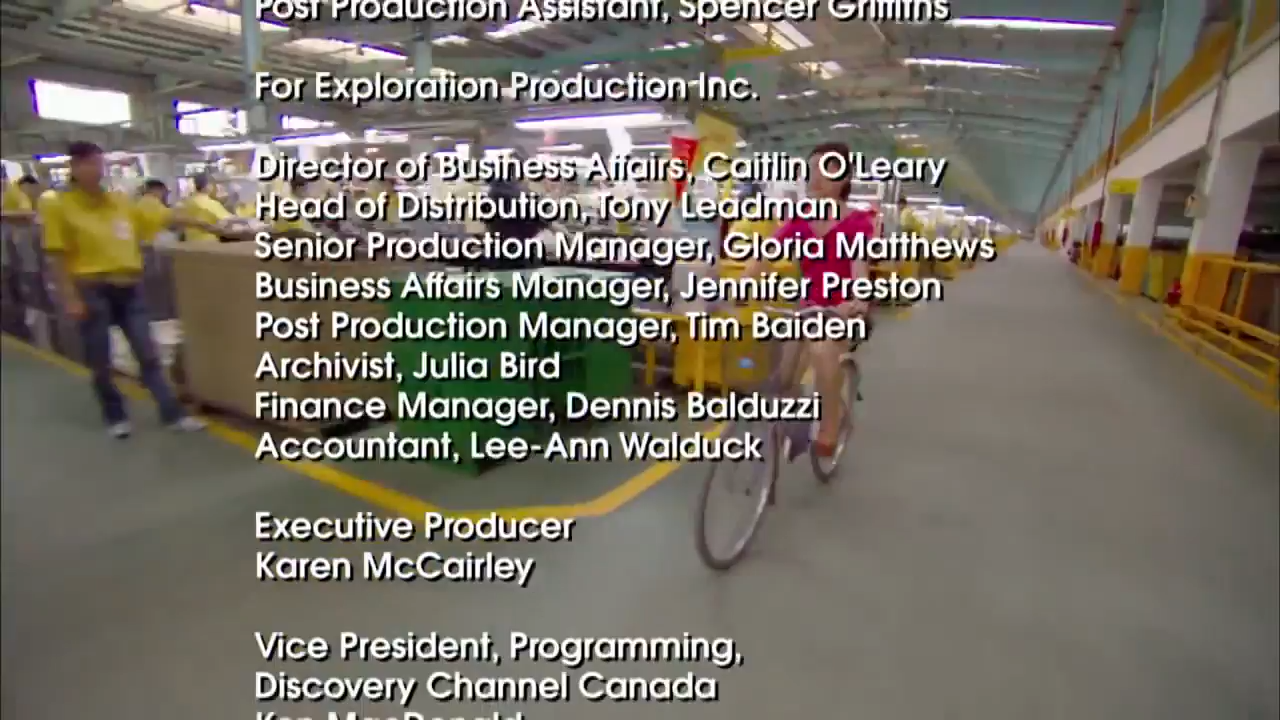 Post Production Assistant, Spencer Griffiths
For Exploration Production Inc.
Director of Business Affairs, Caitlin O'Leary
Head of Distribution, Tony Leadman
Senior Production Manager, Gloria Matthews
Business Affairs Manager, Jennifer Preston
Post Production Manager, Tim Baiden
Archivist, Julia Bird
Finance Manager, Dennis Balduzzi
Accountant, Lee-Ann Walduck
Executive Producer
Karen McCairley
Vice President, Programming,
Discovery Channel Canada
Ken MacDonald